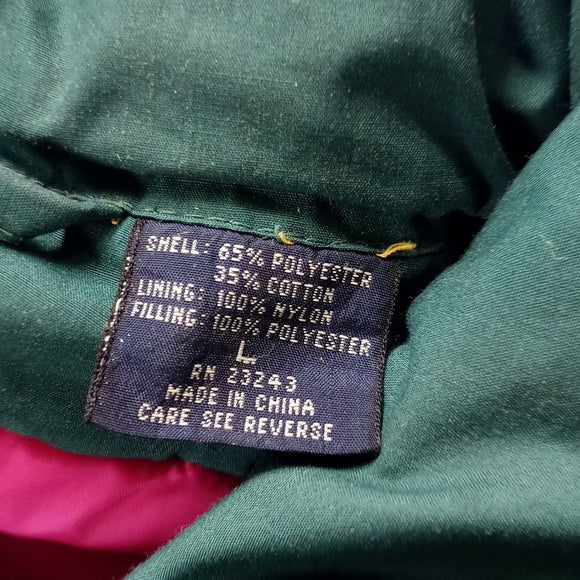 SHELL: 65% POLYESTER
35% COTTON
LINING: 100% NYLON
FILLING: 100% POLYESTER
L
RN 23243
MADE IN CHINA
CARE SEE REVERSE